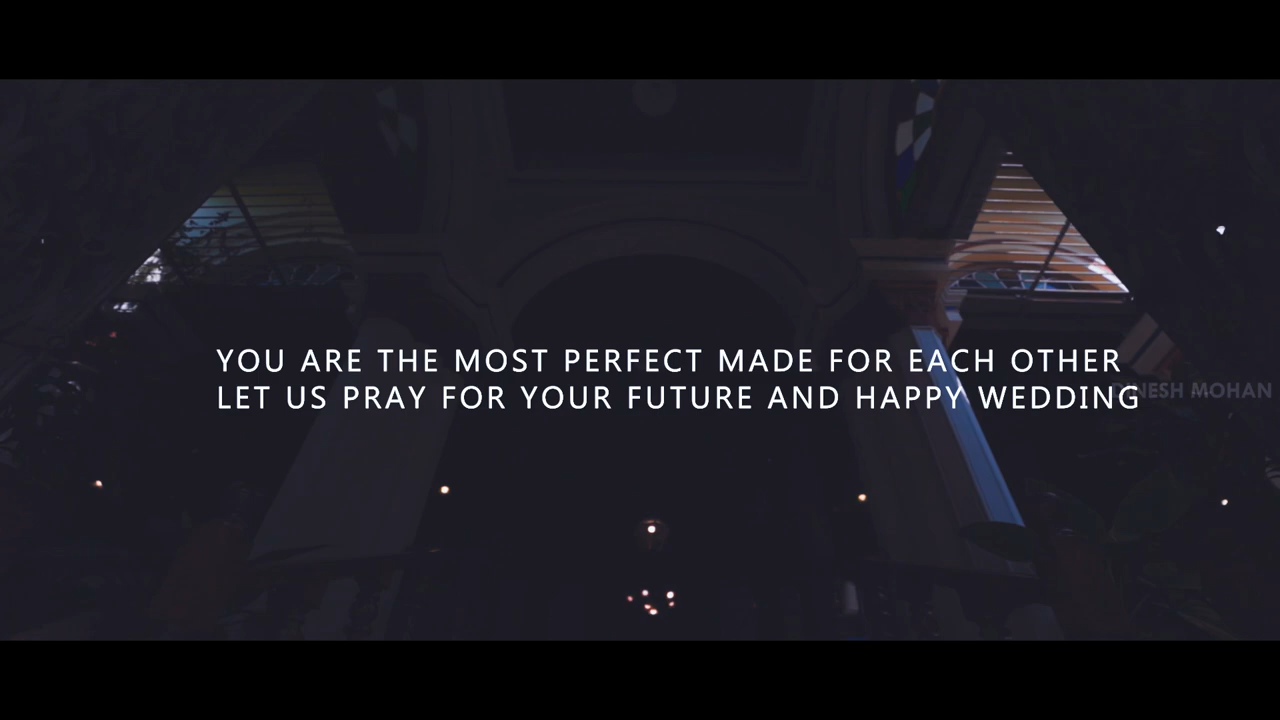 YOU ARE THE MOST PERFECT MADE FOR EACH OTHER
LET US PRAY FOR YOUR FUTURE AND HAPPY WEDDING
DINESH MOHAN